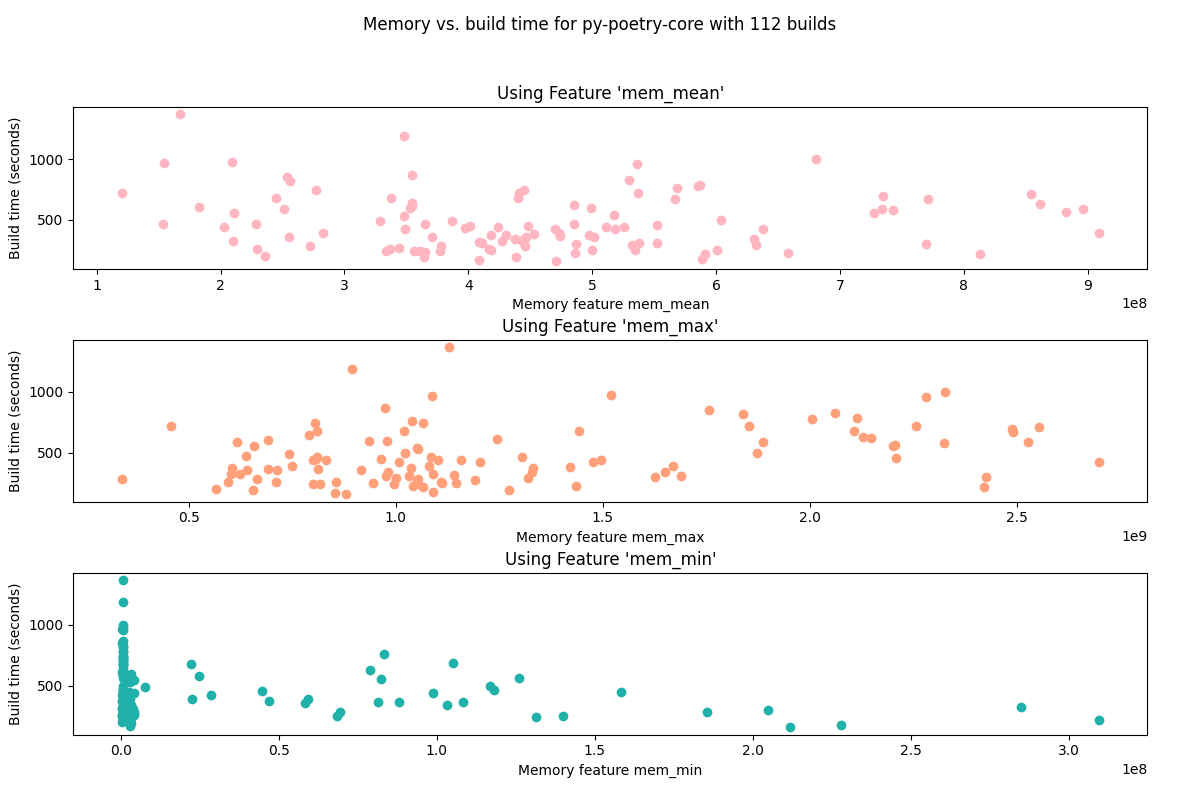 Memory vs. build time for py-poetry-core with 112 builds
Using Feature 'mem_mean'
Build time (seconds)
1000
500
1 2 3 4 5 6 7 8 9
1e8
Memory feature mem_mean
Using Feature 'mem_max'
Build time (seconds)
1000
500
0.5 1.0 1.5 2.0 2.5
1e9
Memory feature mem_max
Using Feature 'mem_min'
Build time (seconds)
1000
500
0.0 0.5 1.0 1.5 2.0 2.5 3.0
1e8
Memory feature mem_min